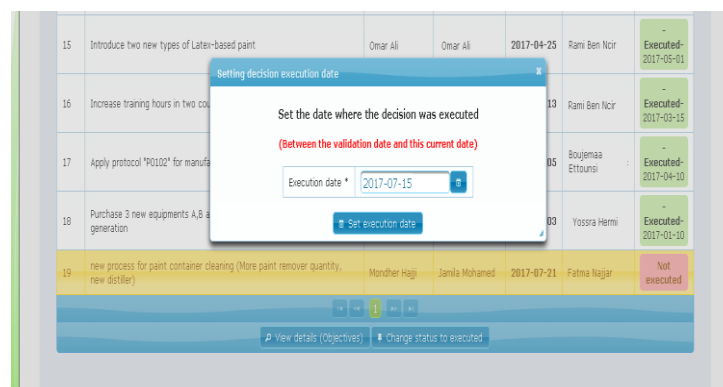 15 Introduce two new types of Latex-based paint Omar Ali Omar Ali 2017-04-25 Rami Ben Ncir
-
Executed-
2017-05-01
Setting decision execution date x
16 Increase training hours in two cou 13 Rami Ben Ncir
-
Executed-
2017-03-15
Set the date where the decision was executed
(Between the validation date and this current date)
17 Apply protocol "P0102" for manufa 05 Boujemaa
Ettounsi :
-
Executed-
2017-04-10
Execution date * 2017-07-15
Set execution date
18 Purchase 3 new equipments A,B a 03 Yossra Hermi
generation
-
Executed-
2017-01-10
19 new process for paint container cleaning (More paint remover quantity, Mondher Hajji Jamila Mohamed 2017-07-21 Fatma Najjar Not
new distiller) executed
1
View details (Objectives) Change status to executed